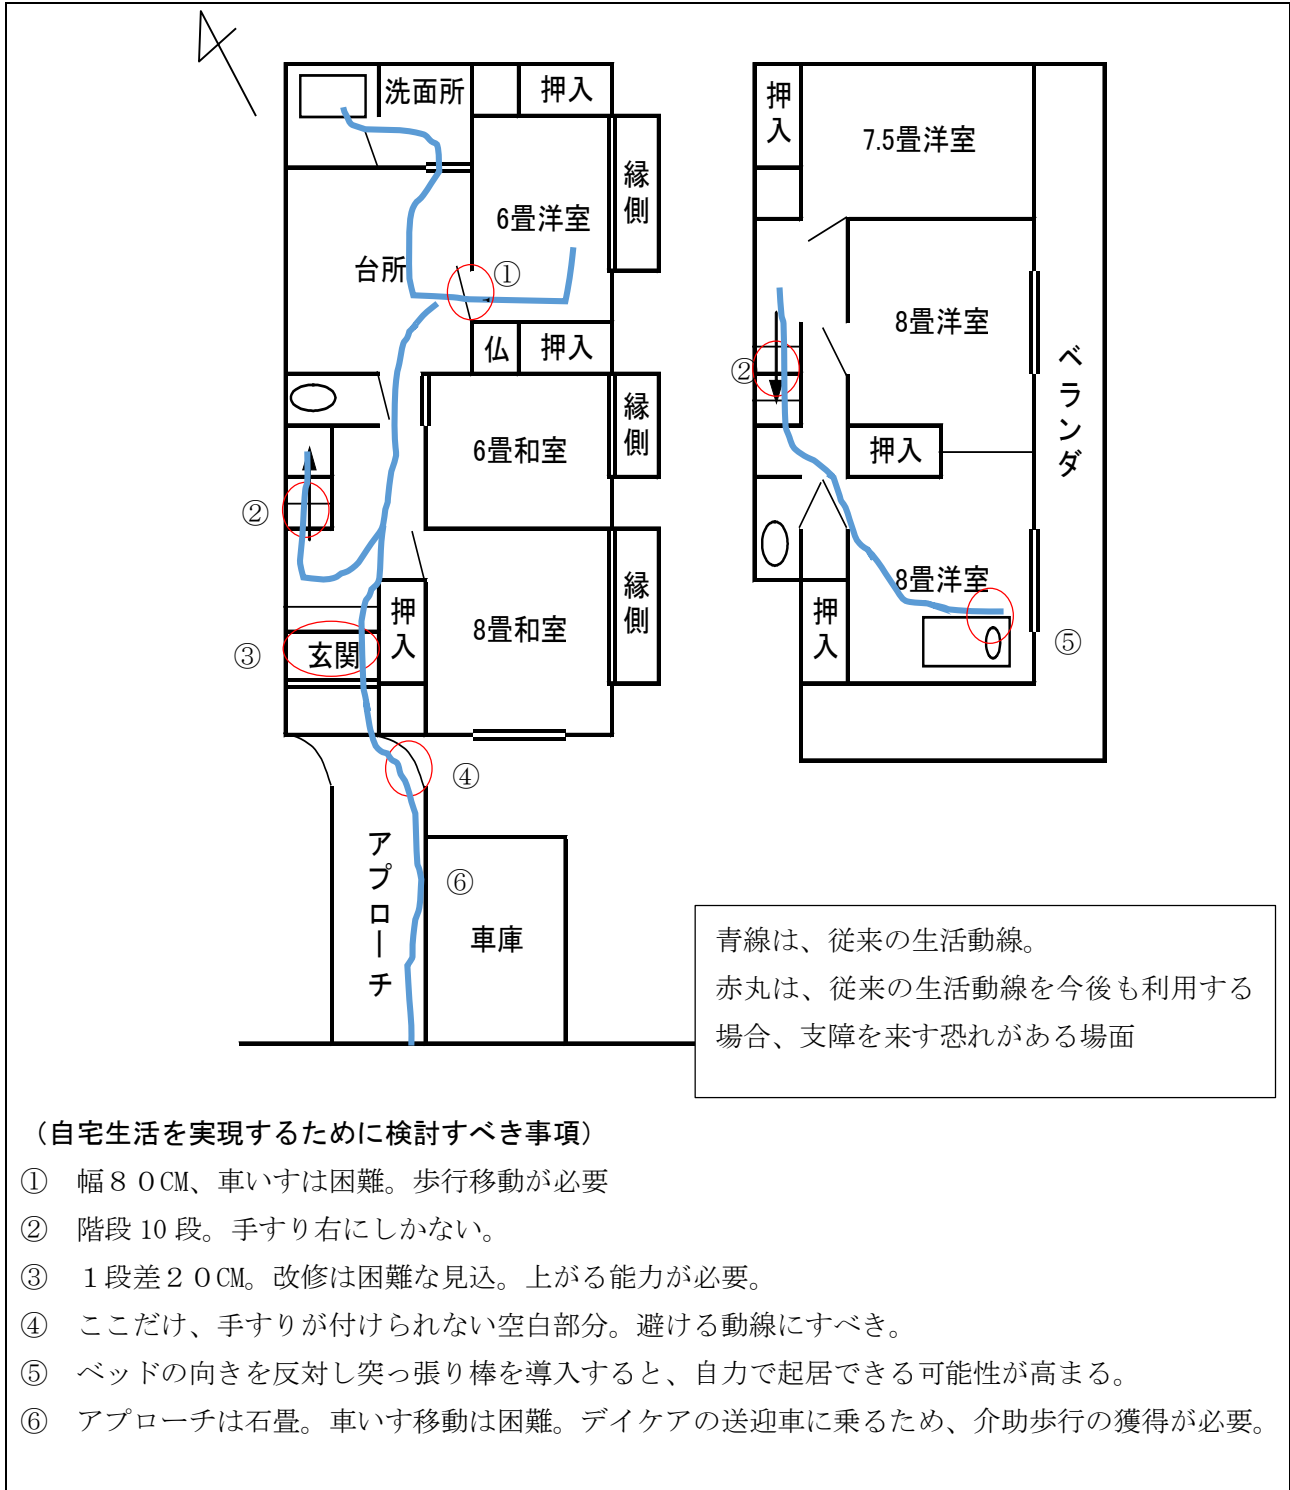 洗面所
押入
6畳洋室
縁側
台所
①
仏
押入
6畳和室
縁側
②
押入
8畳和室
縁側
③
玄関
④
アプローチ
⑥
車庫
押入
7.5畳洋室
8畳洋室
②
ベランダ
押入
8畳洋室
押入
⑤
青線は、従来の生活動線。
赤丸は、従来の生活動線を今後も利用する
場合、支障を来す恐れがある場面
（自宅生活を実現するために検討すべき事項）
①　幅８０CM、車いすは困難。歩行移動が必要
②　階段 10 段。手すり右にしかない。
③　１段差２０CM。改修は困難な見込。上がる能力が必要。
④　ここだけ、手すりが付けられない空白部分。避ける動線にすべき。
⑤　ベッドの向きを反対し突っ張り棒を導入すると、自力で起居できる可能性が高まる。
⑥　アプローチは石畳。車いす移動は困難。デイケアの送迎車に乗るため、介助歩行の獲得が必要。